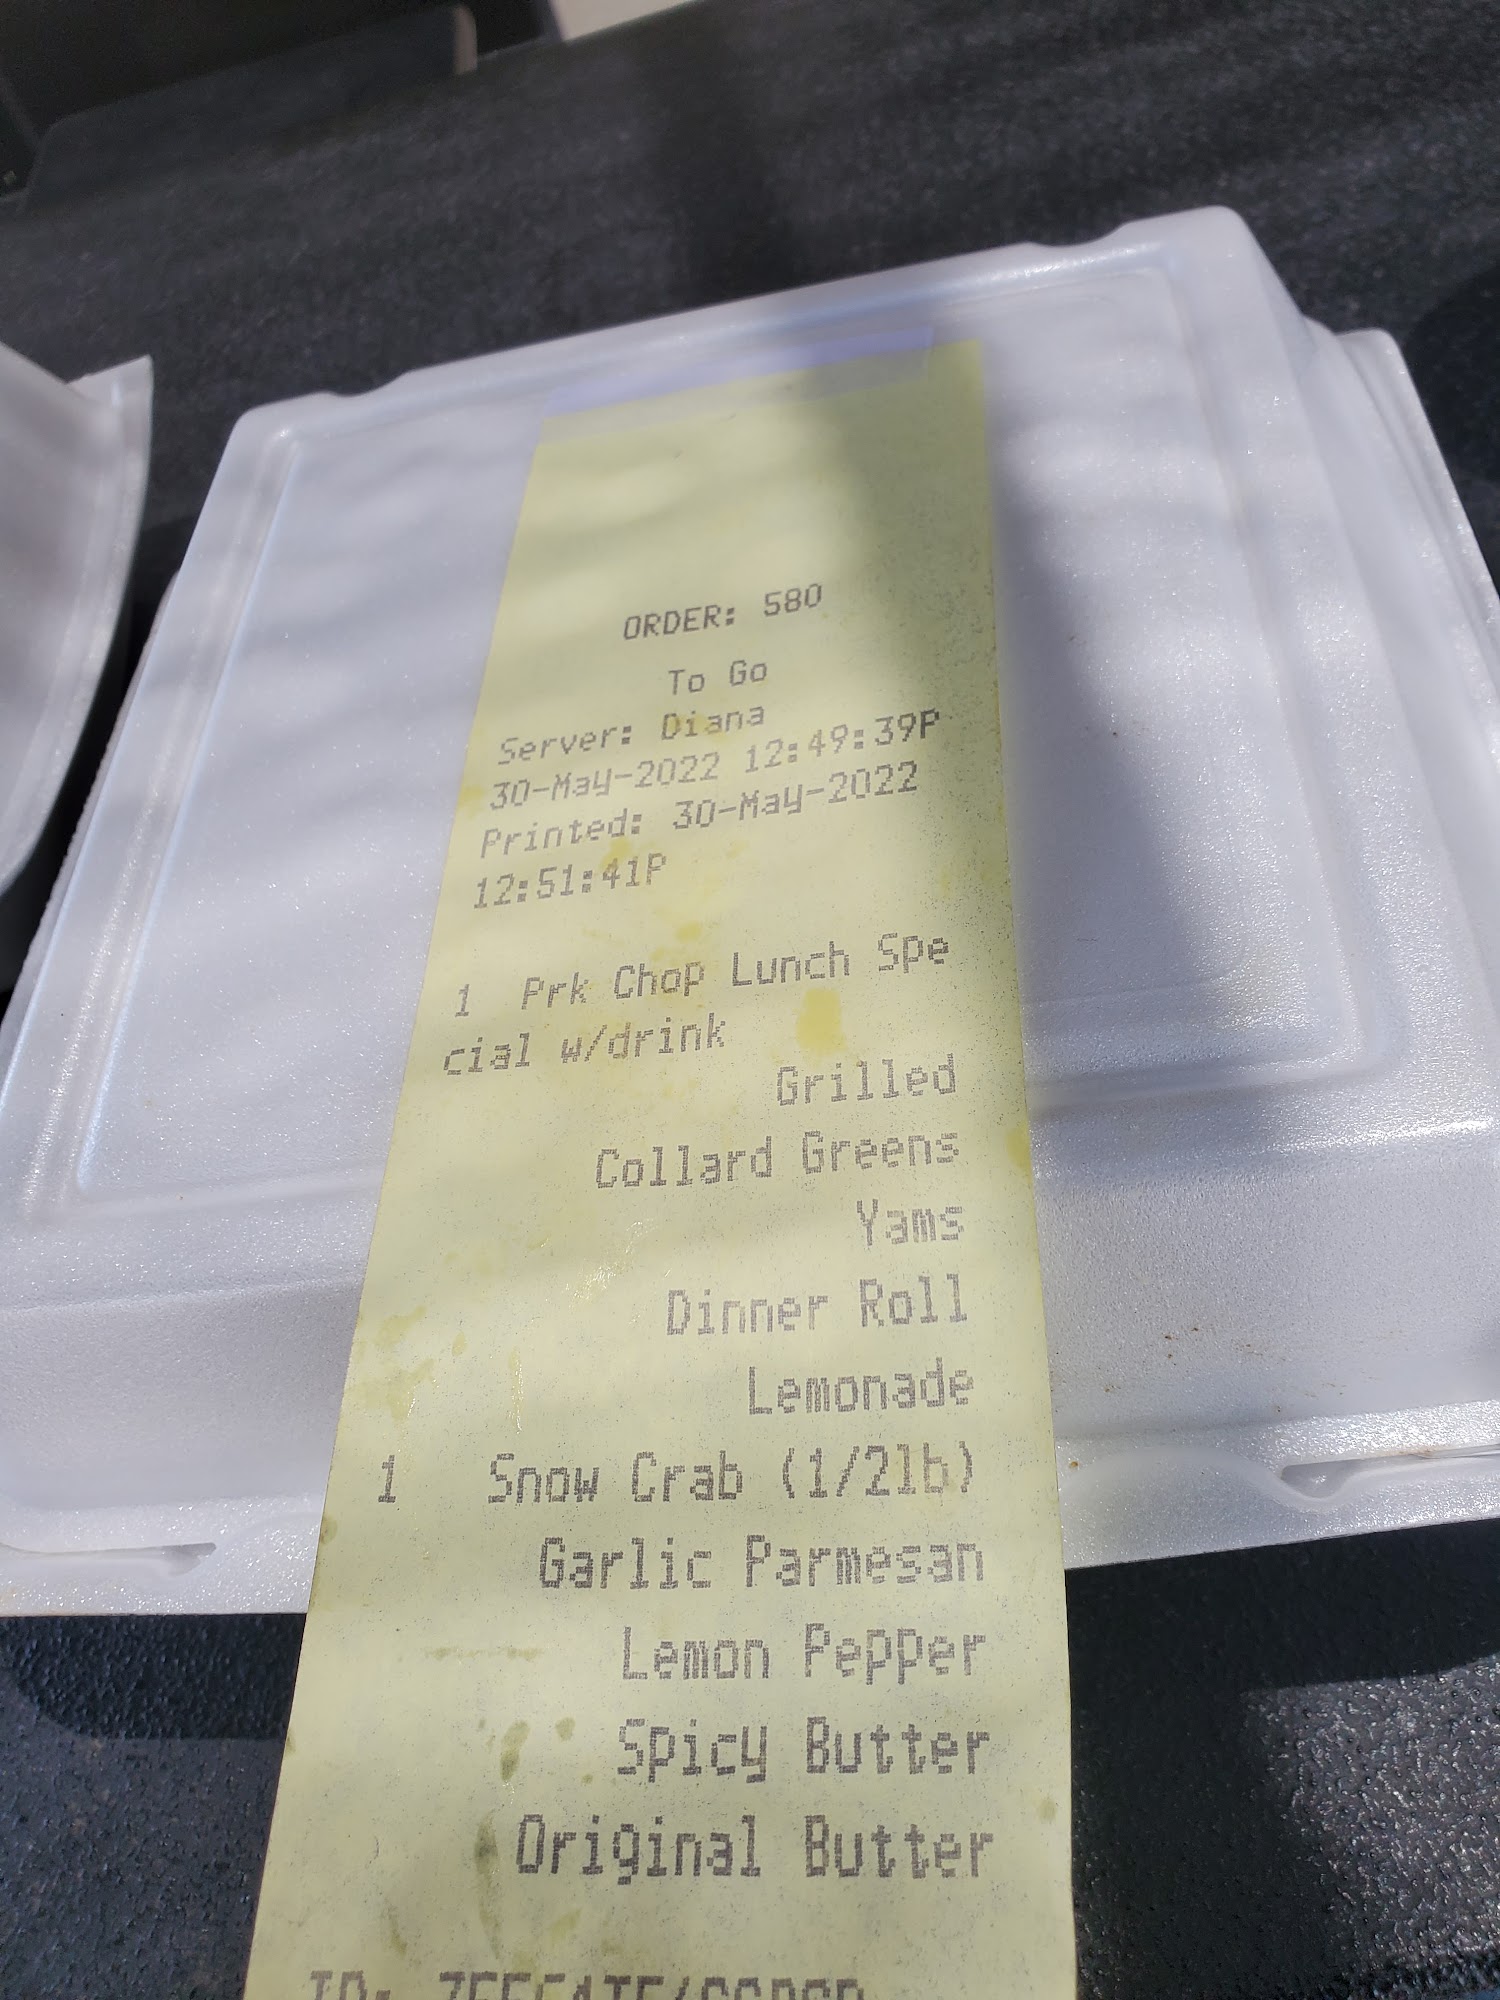 ORDER: 580
To Go
Server: Diana
30-May-2022 12:49:39P
Printed: 30-May-2022
12:51:41P
1 Prk Chop Lunch Spe
cial w/drink
Grilled
Collard Greens
Yams
Dinner Roll
Lemonade
1 Snow Crab (1/2lb)
Garlic Parmesan
Lemon Pepper
Spicy Butter
Original Butter
ID: